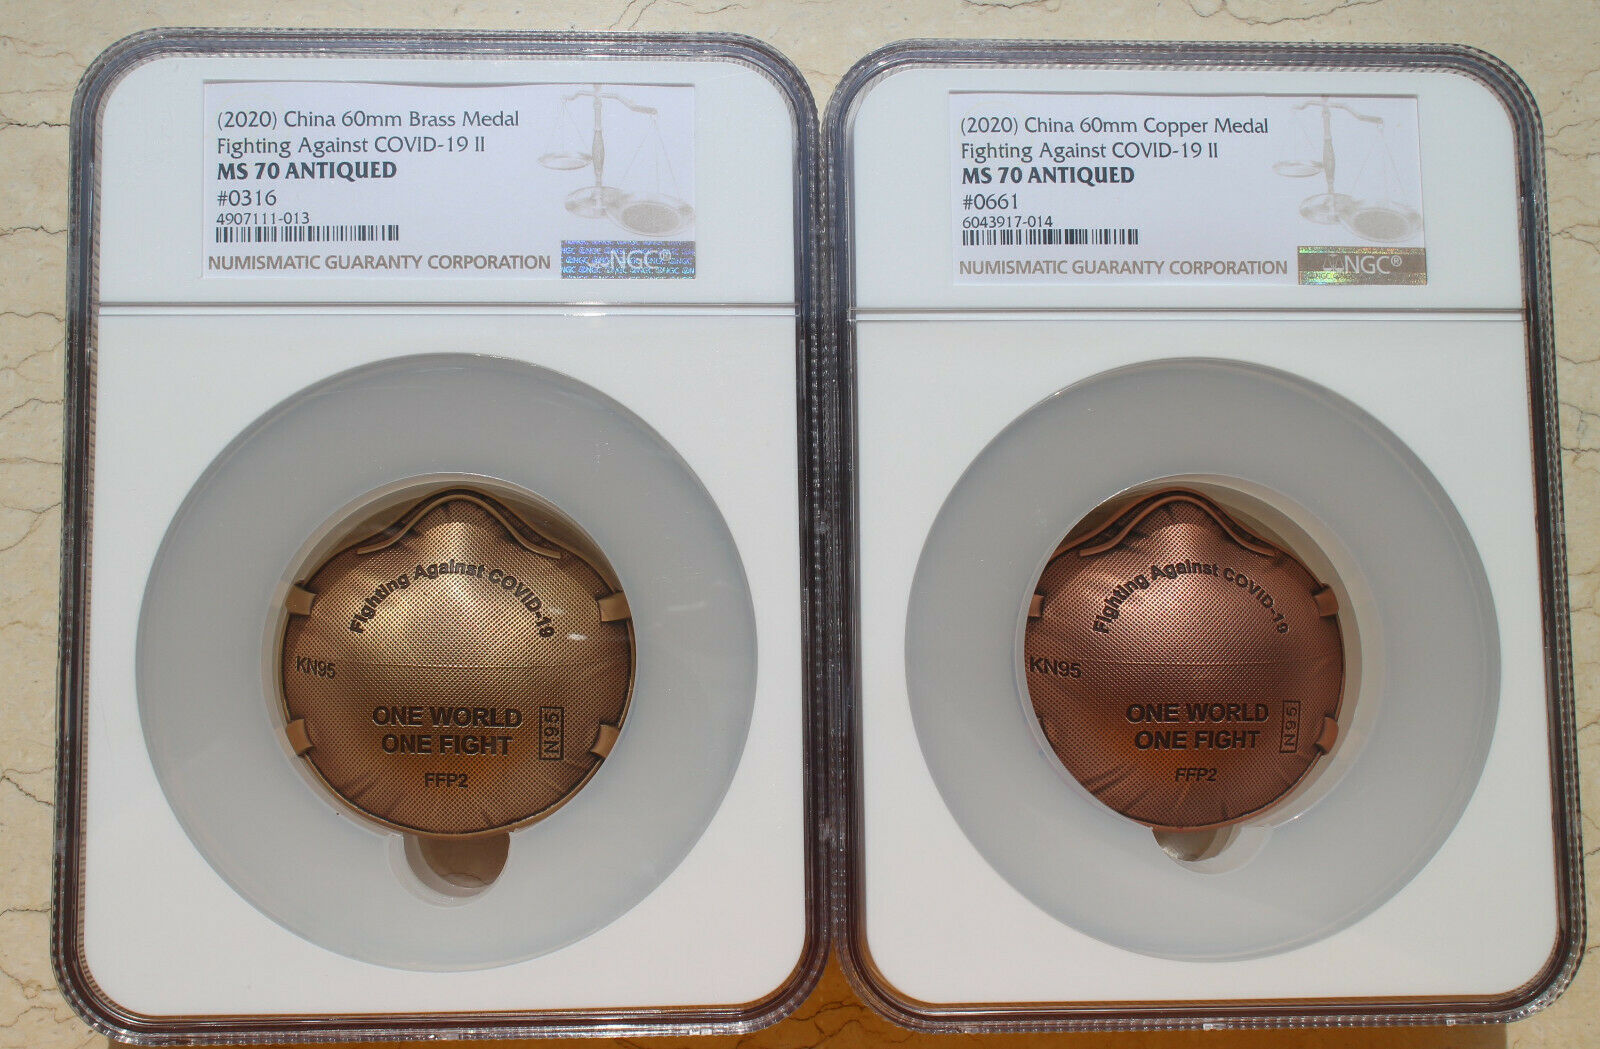 (2020) China 60mm Brass Medal
Fighting Against COVID-19 II
MS 70 ANTIQUED
#0316
4907111-013
NUMISMATIC GUARANTY CORPORATION
NGC®
Fighting Against COVID-19
KN95
ONE WORLD
ONE FIGHT
N95
FFP2
(2020) China 60mm Copper Medal
Fighting Against COVID-19 II
MS 70 ANTIQUED
#0661
6043917-014
NUMISMATIC GUARANTY CORPORATION
NGC®
Fighting Against COVID-19
KN95
ONE WORLD
ONE FIGHT
N95
FFP2